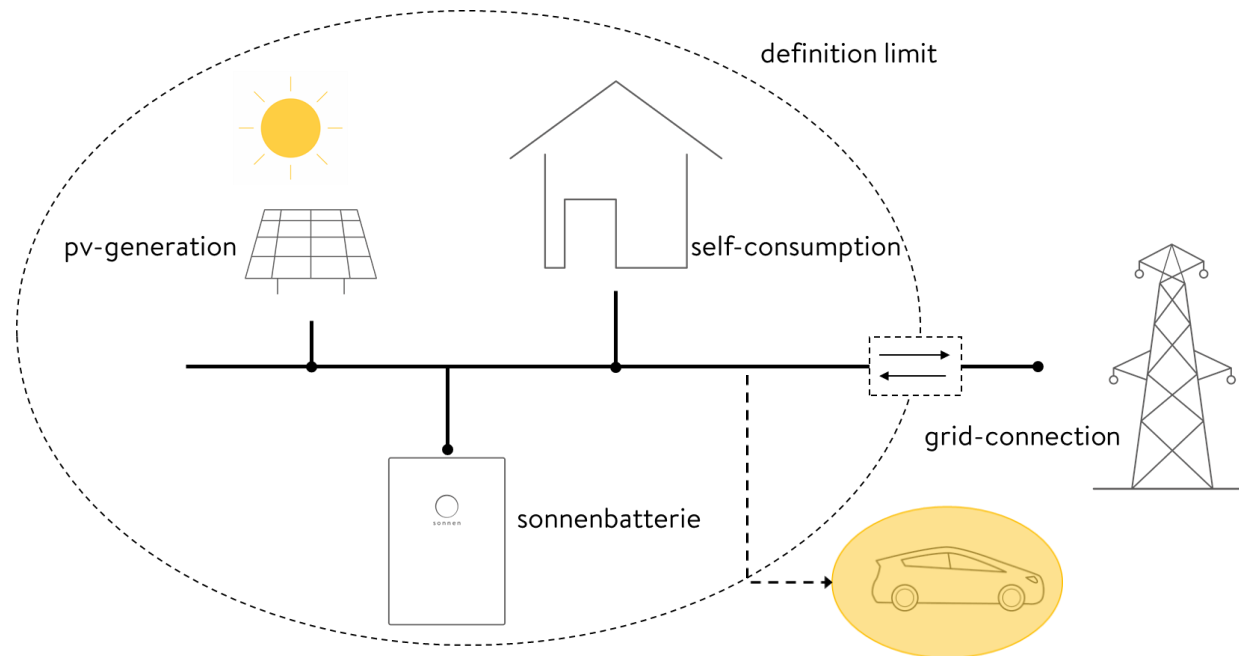 definition limit
pv-generation
self-consumption
grid-connection
sonnen
sonnenbatterie